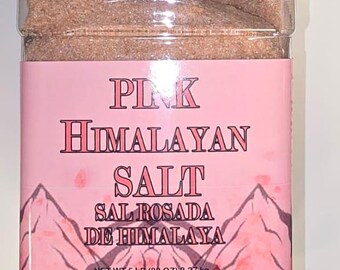 PINK
HIMALAYAN
SALT
SAL ROSADA
DE HIMALAYA